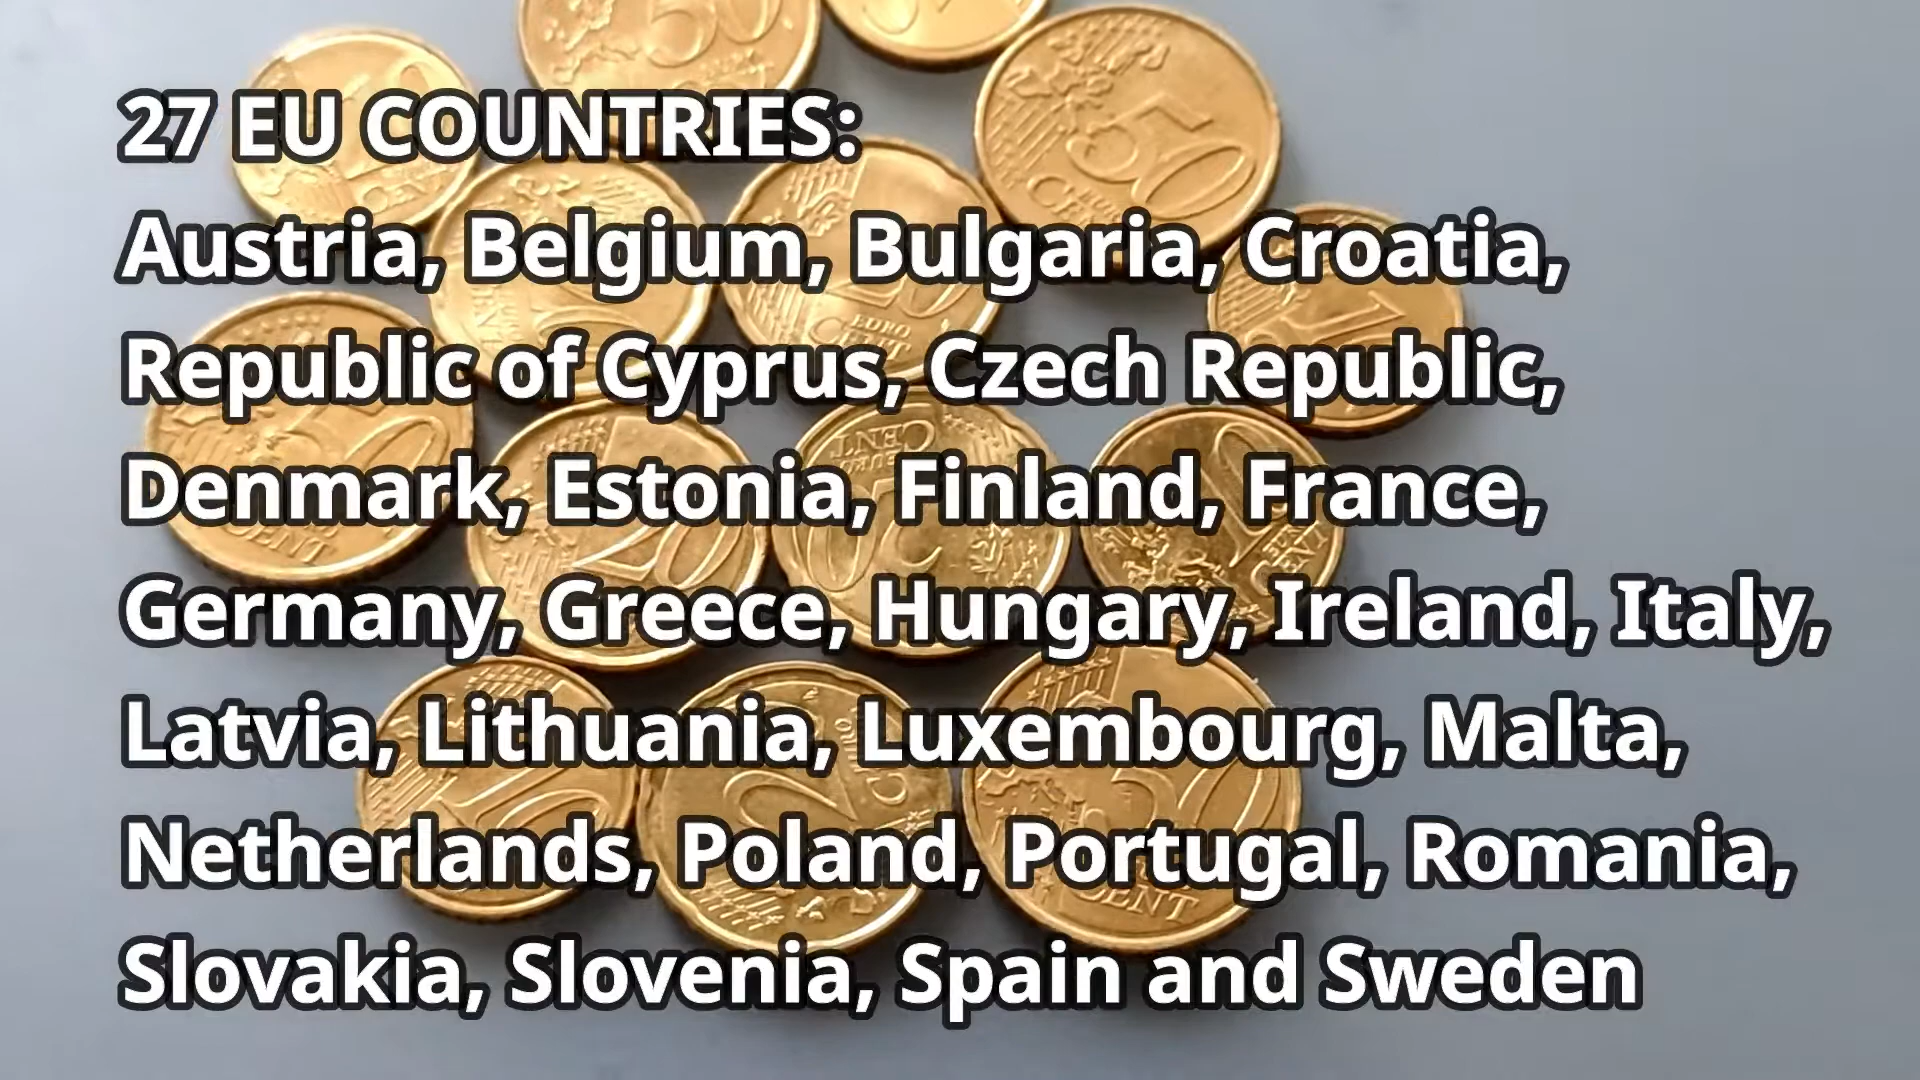 27 EU COUNTRIES:
Austria, Belgium, Bulgaria, Croatia,
Republic of Cyprus, Czech Republic,
Denmark, Estonia, Finland, France,
Germany, Greece, Hungary, Ireland, Italy,
Latvia, Lithuania, Luxembourg, Malta,
Netherlands, Poland, Portugal, Romania,
Slovakia, Slovenia, Spain and Sweden